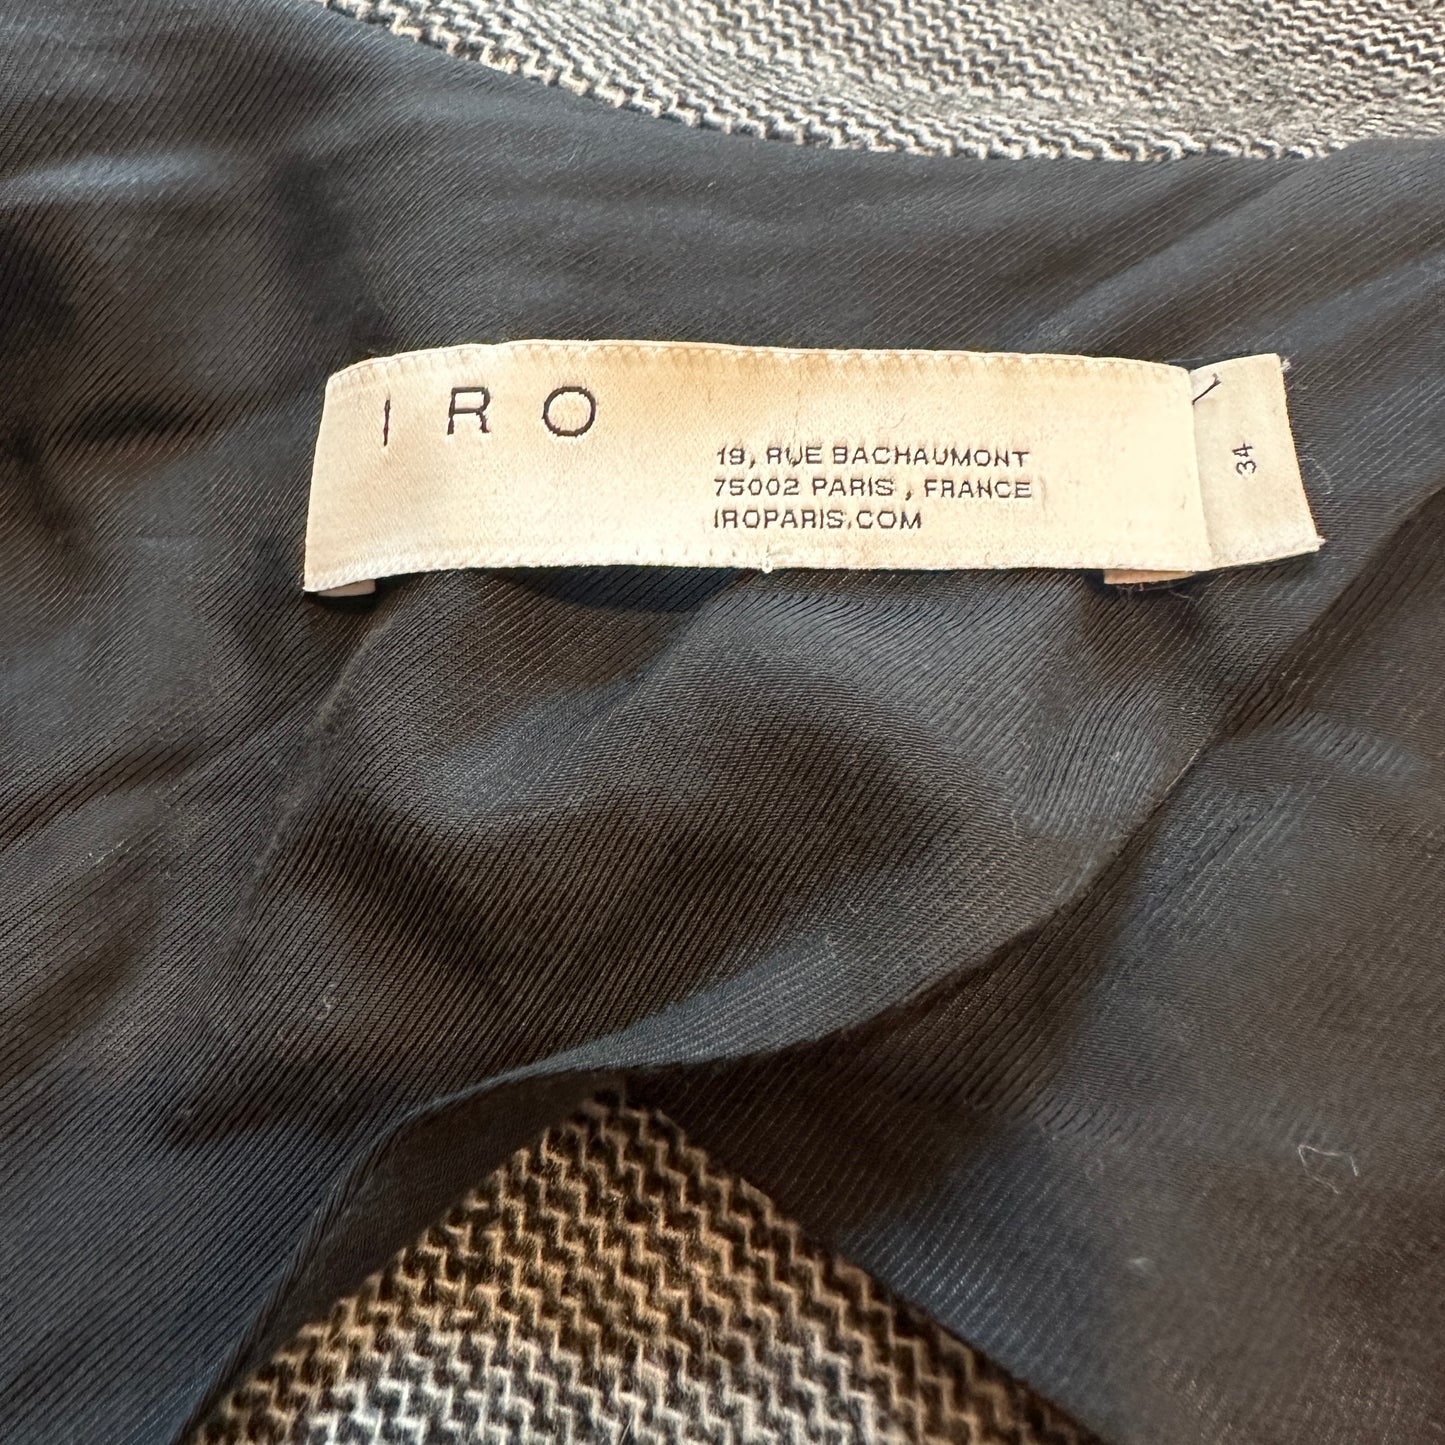 IRO
19, RUE BACHAUMONT
75002 PARIS, FRANCE
IROPARIS.COM
34